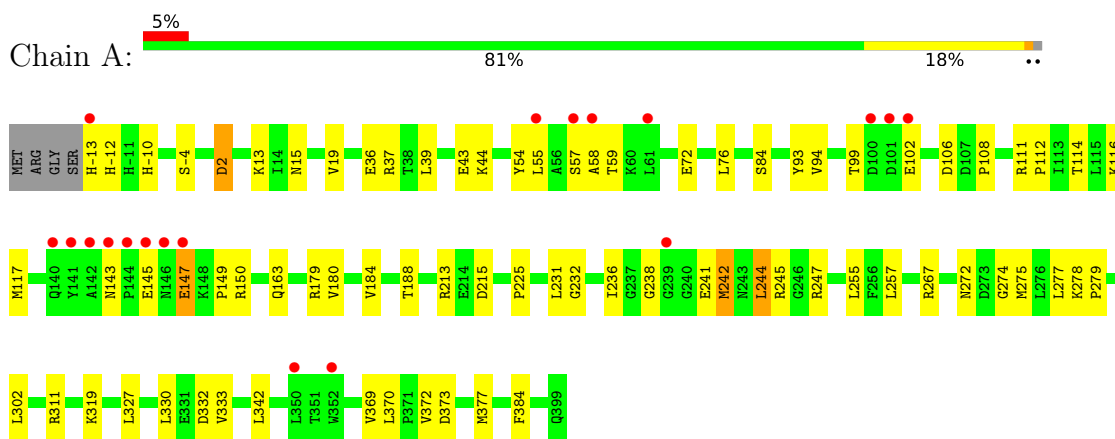 5%
Chain A:
81%
18%
••
MET ARG GLY SER H-13 H-12 H-11 H-10 S-4 D2 K13 I14 N15 V19 E36 R37 T38 L39 E43 K44 Y54 L55 A56 S57 A58 T59 K60 L61 E72 L76 S84 Y93 V94 T99 D100 D101 E102 D106 D107 P108 R111 P112 I113 T114 L115 K116
M117 Q140 Y141 A142 N143 P144 E145 N146 E147 K148 P149 R150 Q163 R179 V180 V184 T188 R213 E214 D215 P225 L231 G232 I236 G237 G238 G239 G240 E241 M242 N243 L244 R245 G246 R247 L255 F256 L257 R267 N272 D273 G274 M275 L276 L277 K278 P279
L302 R311 K319 L327 L330 E331 D332 V333 L342 L350 T351 W352 V369 L370 P371 V372 D373 M377 F384 Q399